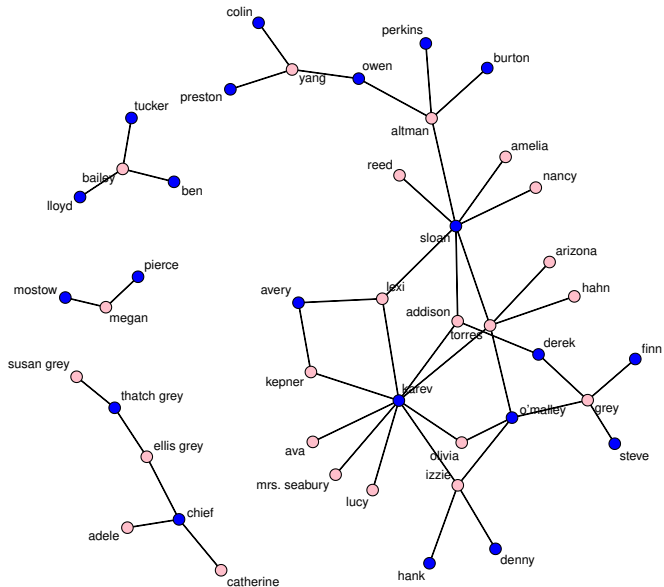 colin
perkins
owen
burton
yang
preston
tucker
altman
amelia
reed
nancy
bailey
ben
lloyd
sloan
arizona
pierce
mostow
avery
lexi
hahn
addison
megan
torres
derek
finn
susan grey
kepner
karev
thatch grey
o'malley
grey
ellis grey
ava
olivia
steve
izzie
mrs. seabury
lucy
chief
adele
denny
hank
catherine